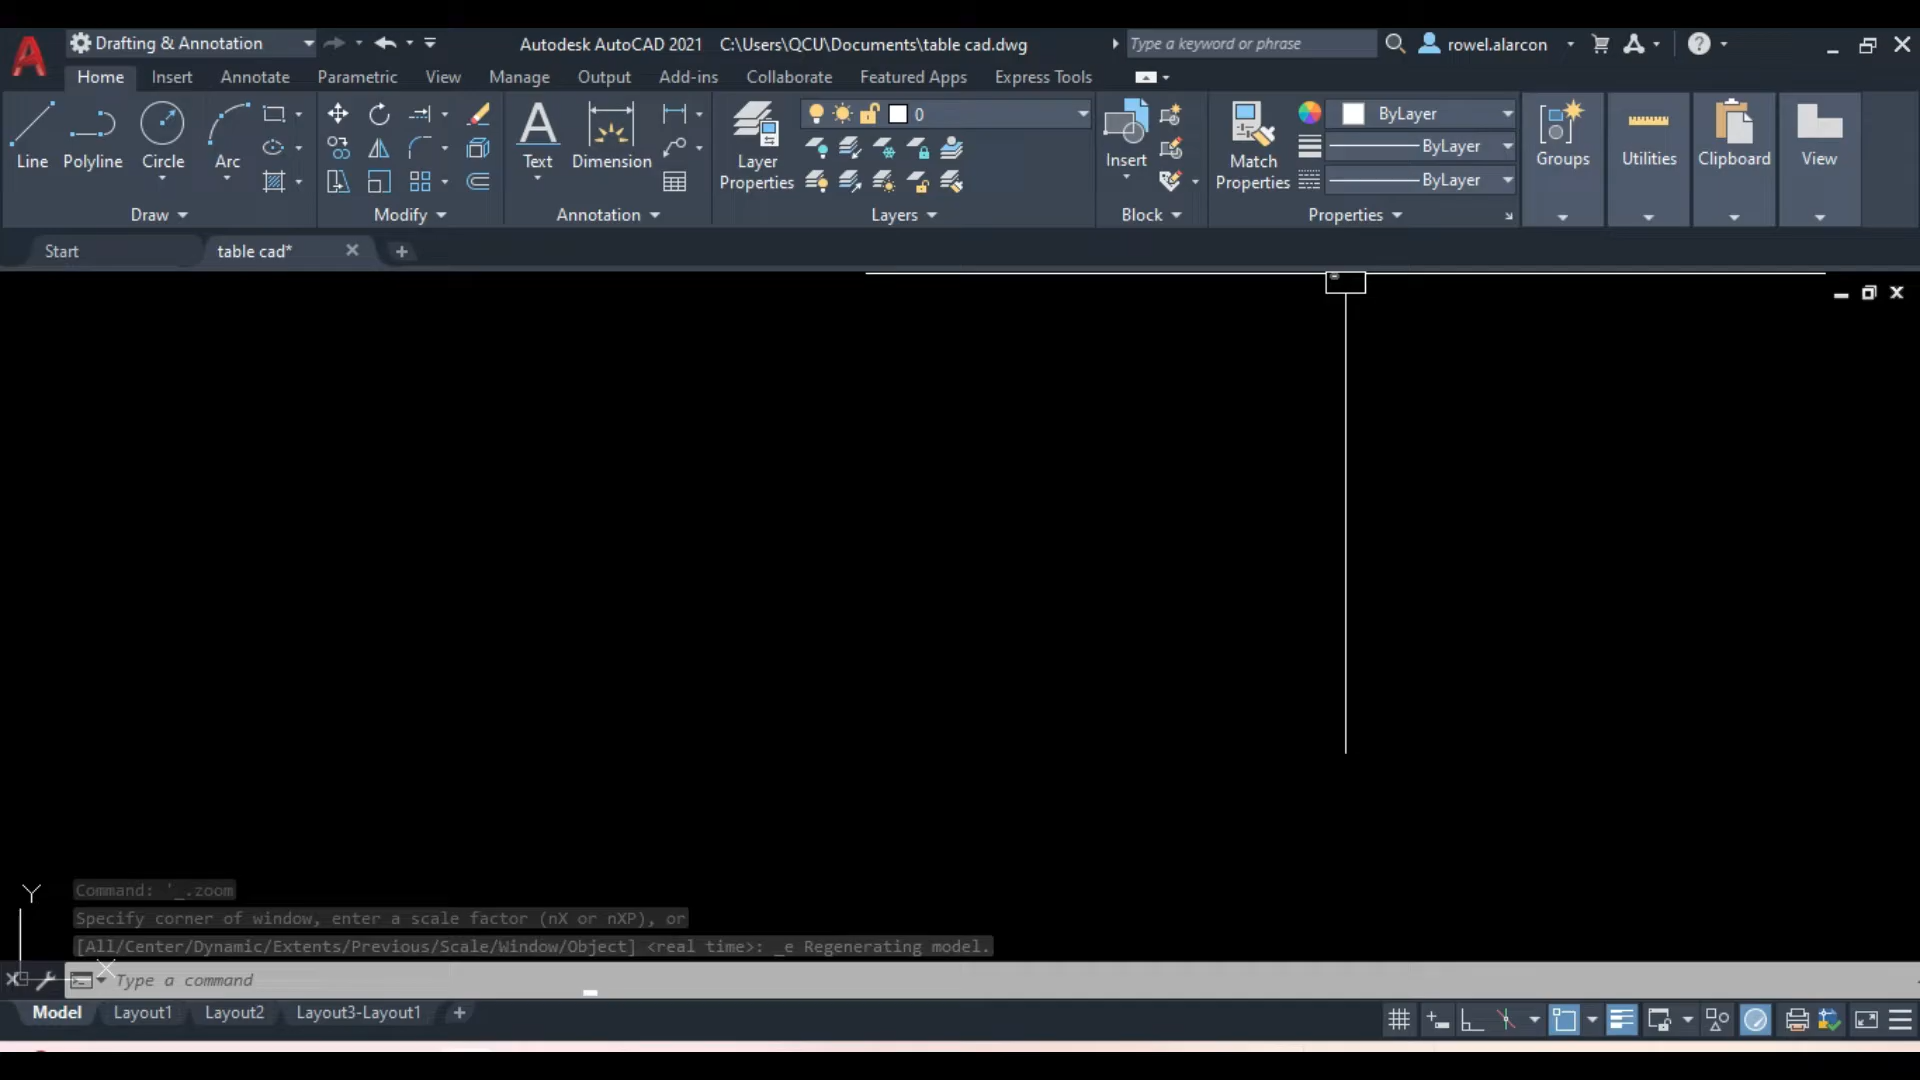 Drafting & Annotation
Autodesk AutoCAD 2021 C:\Users\QCU\Documents\table cad.dwg
Type a keyword or phrase
rowel.alarcon
Home Insert Annotate Parametric View Manage Output Add-ins Collaborate Featured Apps Express Tools
0
ByLayer
ByLayer
ByLayer
Line Polyline Circle Arc
Text Dimension
Layer Properties
Insert
Match Properties
Groups Utilities Clipboard View
Draw Modify Annotation Layers Block Properties
Start table cad*
Y
Command: '_.zoom
Specify corner of window, enter a scale factor (nX or nXP), or
[All/Center/Dynamic/Extents/Previous/Scale/Window/Object] <real time>: _e Regenerating model.
Type a command
Model Layout1 Layout2 Layout3-Layout1